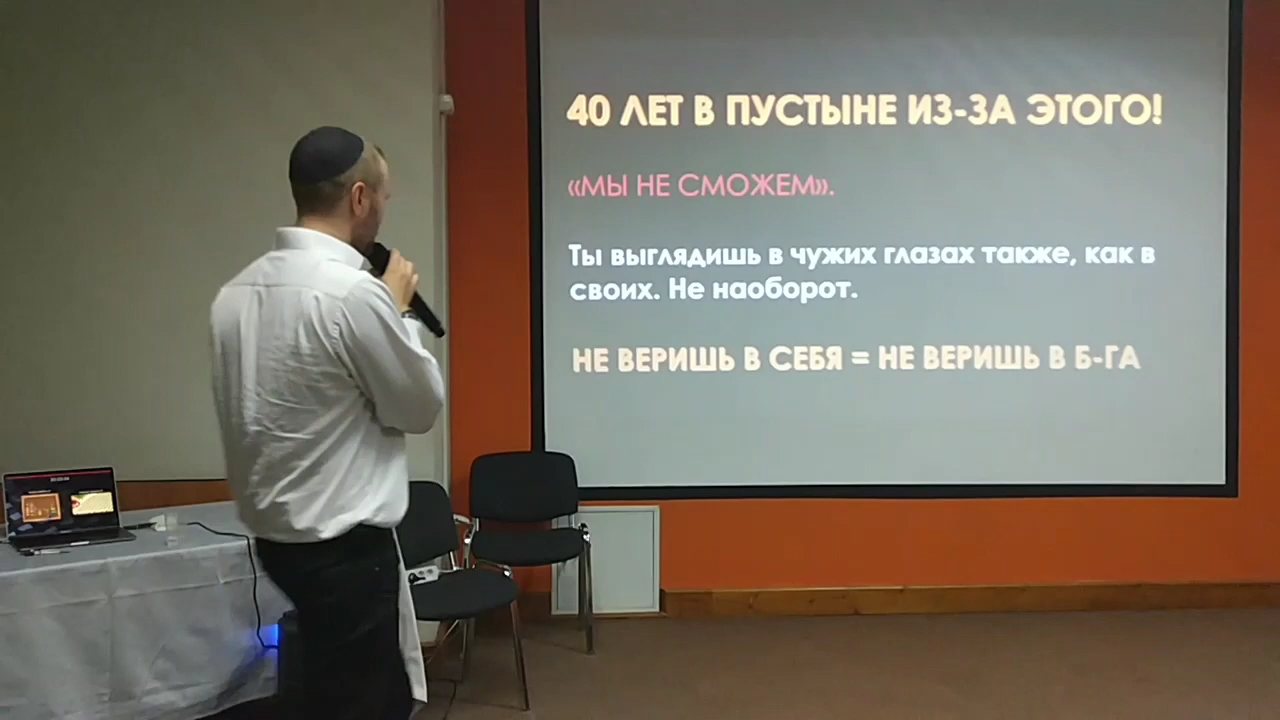 40 ЛЕТ В ПУСТЫНЕ ИЗ-ЗА ЭТОГО!
«МЫ НЕ СМОЖЕМ».
Ты выглядишь в чужих глазах также, как в
своих. Не наоборот.
НЕ ВЕРИШЬ В СЕБЯ = НЕ ВЕРИШЬ В Б-ГА